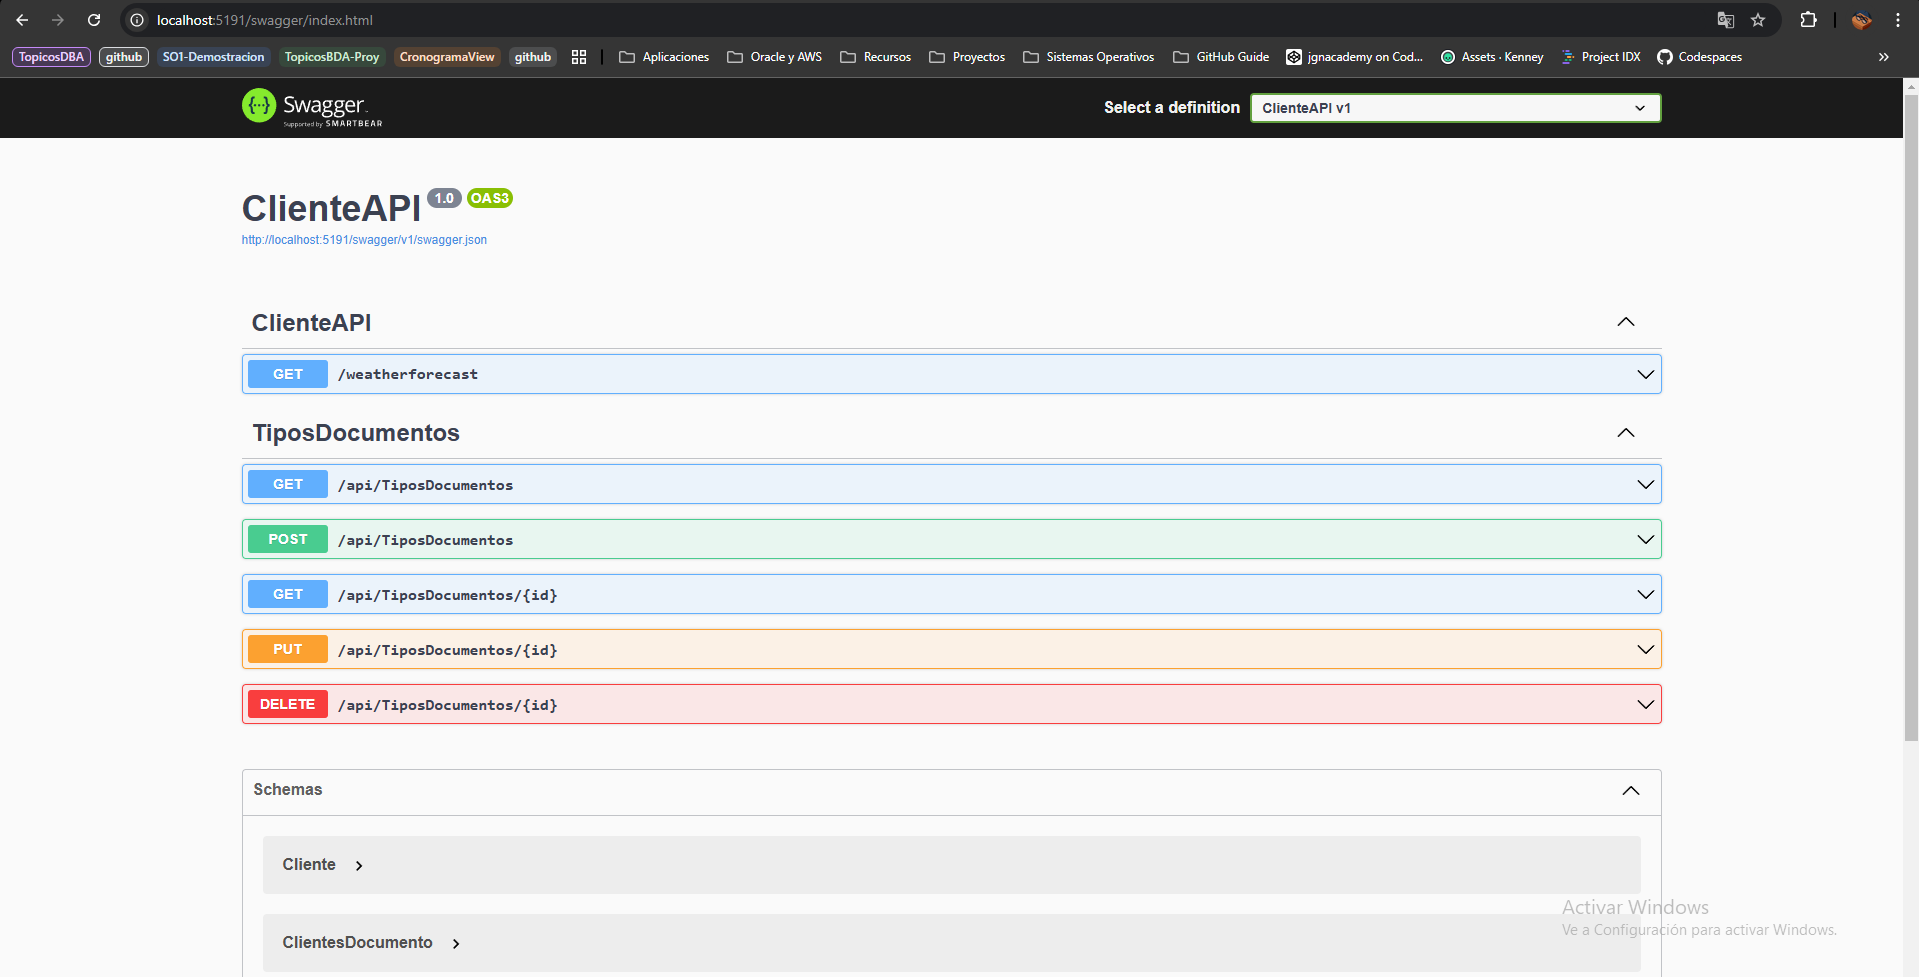 localhost:5191/swagger/index.html
TopicosDBA github SO1-Demostracion TopicosBDA-Proy CronogramaView github Aplicaciones Oracle y AWS Recursos Proyectos Sistemas Operativos GitHub Guide jgnacademy on Cod... Assets · Kenney Project IDX Codespaces »
Swagger
Supported by SMARTBEAR
Select a definition
ClienteAPI v1
ClienteAPI 1.0 OAS3
http://localhost:5191/swagger/v1/swagger.json
ClienteAPI
GET /weatherforecast
TiposDocumentos
GET /api/TiposDocumentos
POST /api/TiposDocumentos
GET /api/TiposDocumentos/{id}
PUT /api/TiposDocumentos/{id}
DELETE /api/TiposDocumentos/{id}
Schemas
Cliente
ClientesDocumento
Activar Windows
Ve a Configuración para activar Windows.